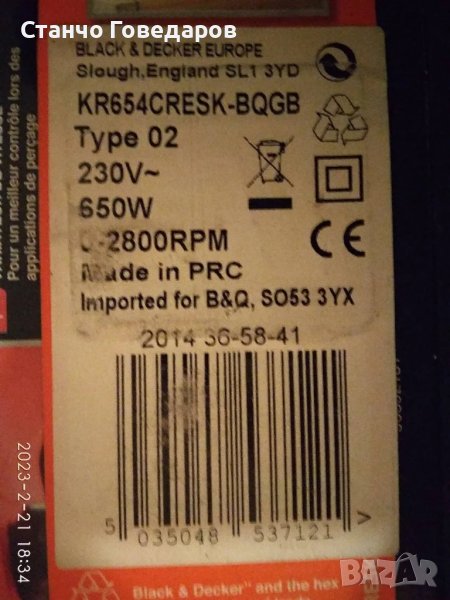 Станчо Говедаров
BLACK & DECKER EUROPE
Slough,England SL1 3YD
KR654CRESK-BQGB
Type 02
230V~
650W
-2800RPM
Made in PRC
Imported for B&Q, SO53 3YX
2014 36-58-41
5 035048 537121 >
Pour un meilleur contrôle lors des
applications de perçage
2023-2-21 18:34
Black & Decker" and the hex
BAZAR